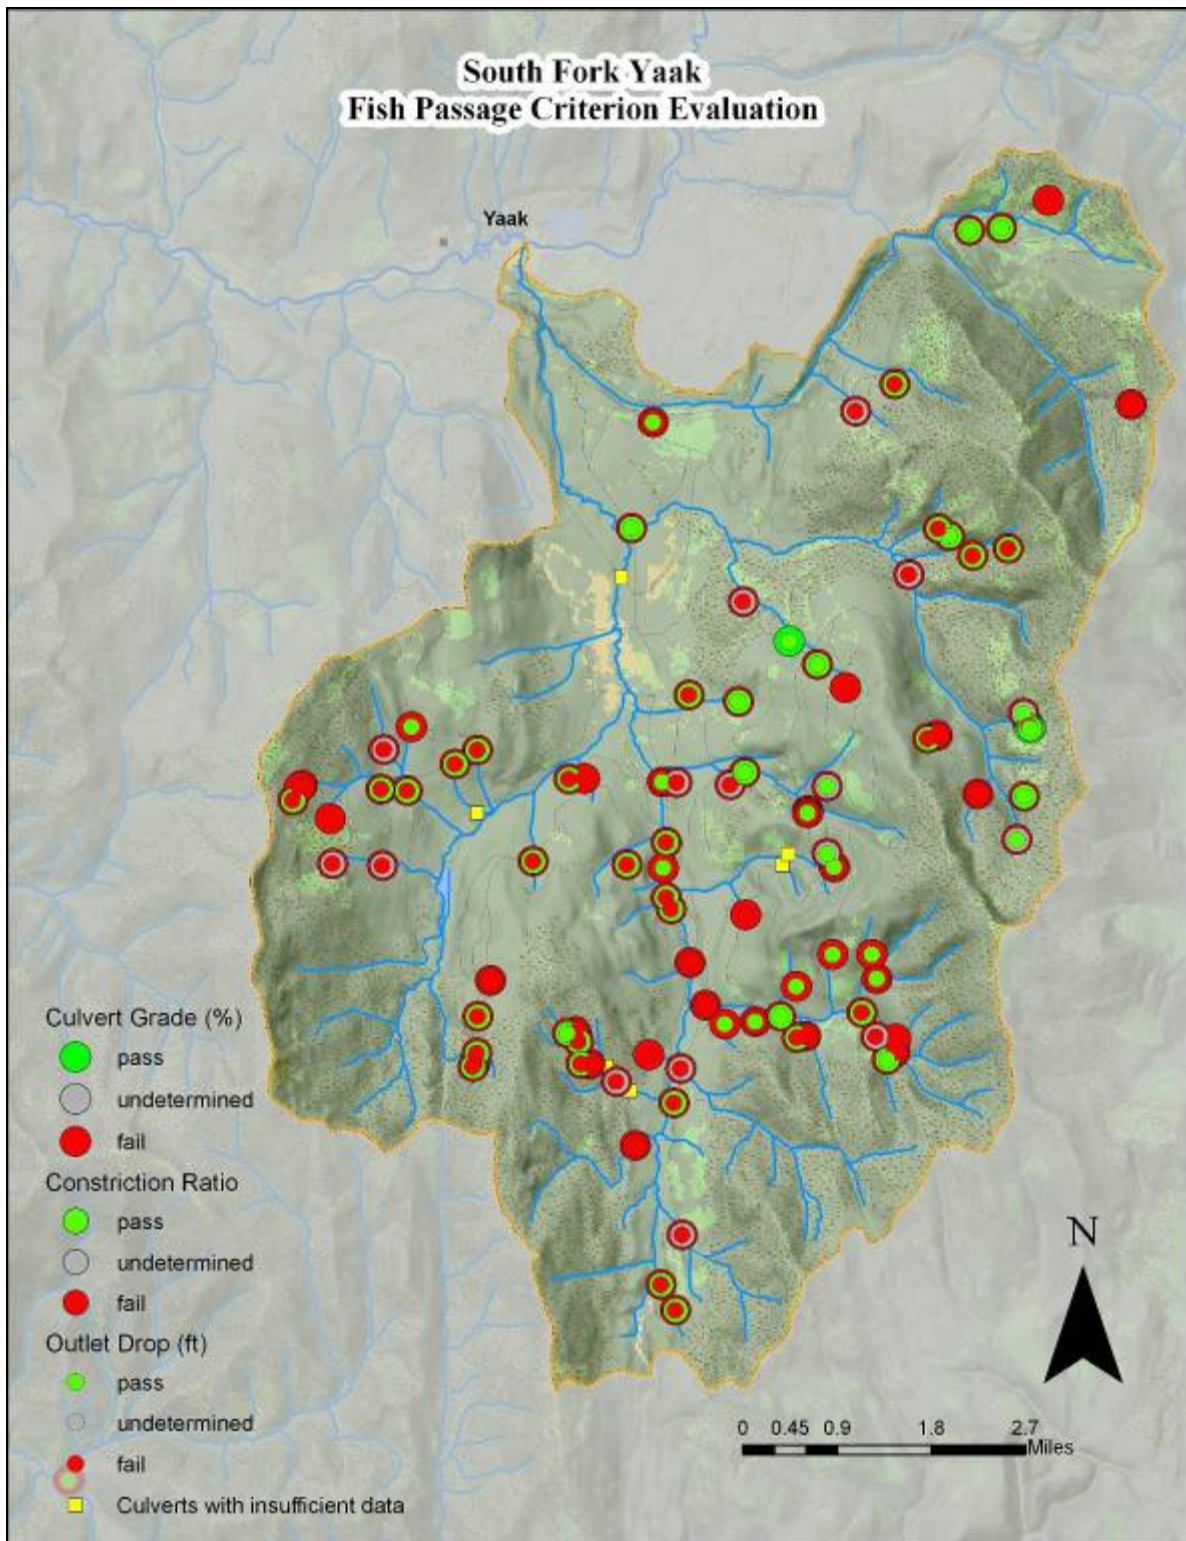 South Fork Yaak
Fish Passage Criterion Evaluation
Yaak
Culvert Grade (%)
pass
undetermined
fail
Constriction Ratio
pass
undetermined
fail
Outlet Drop (ft)
pass
undetermined
fail
Culverts with insufficient data
N
0 0.45 0.9 1.8 2.7
Miles